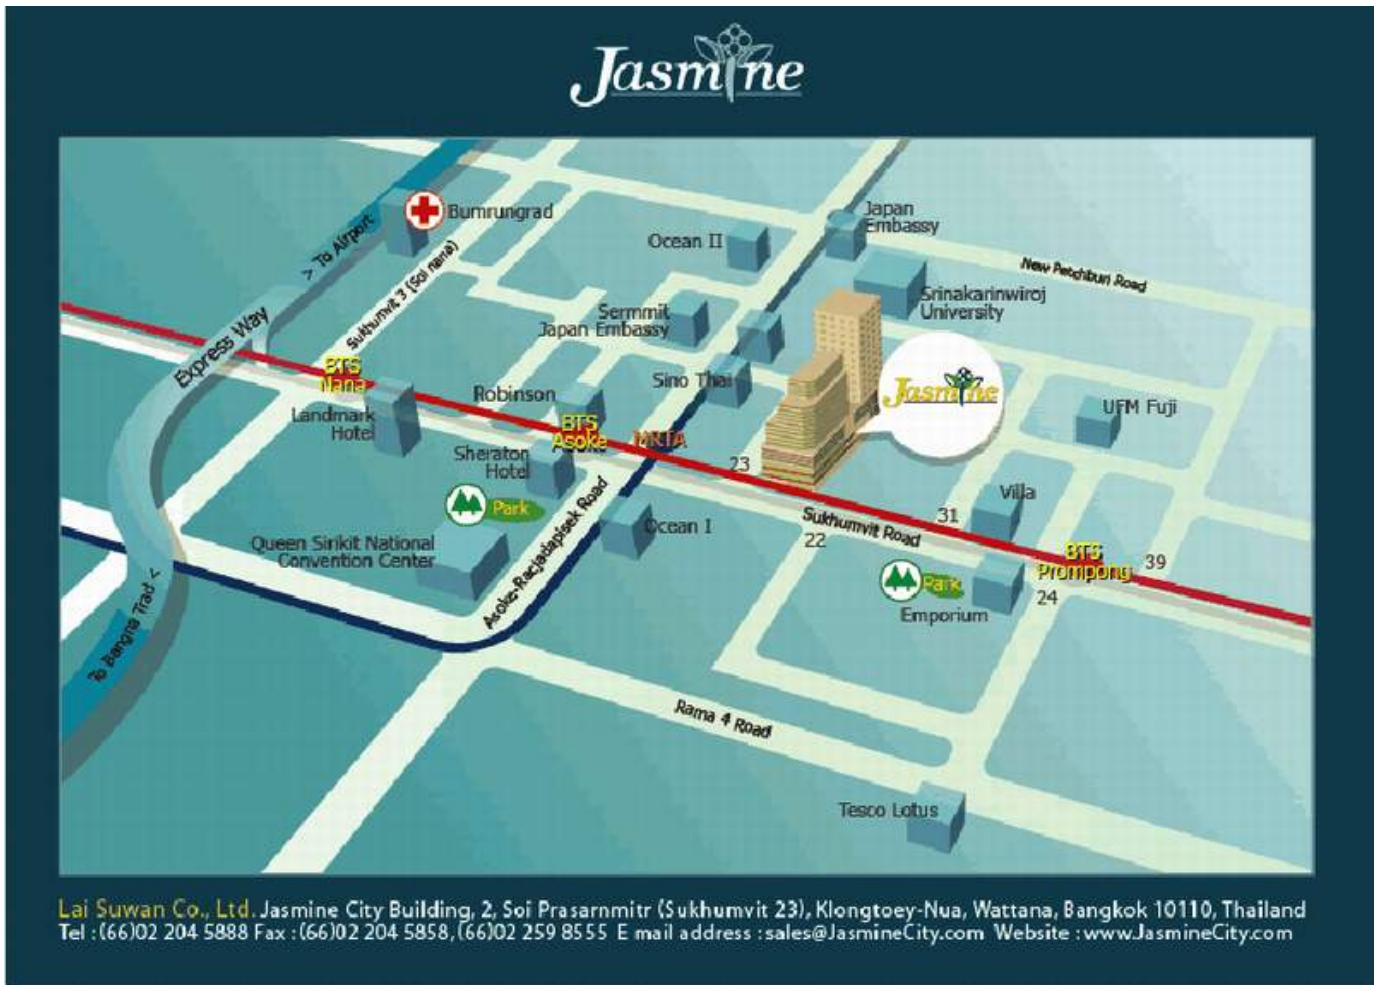 Jasmine
Bumrungrad
> To Airport
Sukhumvit 3 (Soi nana)
Express Way
Ocean II
Japan
Embassy
New Petchburi Road
Srinakarinwiroj
University
Sermmit
Japan Embassy
Sino Thai
Jasmine
UFM Fuji
BTS
Nana
Landmark
Hotel
Robinson
BTS
Asoke
MRTA
Sheraton
Hotel
23
Park
Queen Sirikit National
Convention Center
Asoke-Racjadapisek Road
Ocean I
Sukhumvit Road
22
31
Villa
BTS
Prompong
39
24
Park
Emporium
To Bangna Trad <
Rama 4 Road
Tesco Lotus
Lai Suwan Co., Ltd. Jasmine City Building, 2, Soi Prasarnmitr (Sukhumvit 23), Klongtoey-Nua, Wattana, Bangkok 10110, Thailand
Tel :(66)02 204 5888 Fax :(66)02 204 5858,(66)02 259 8555 E mail address :sales@JasmineCity.com Website :www.JasmineCity.com